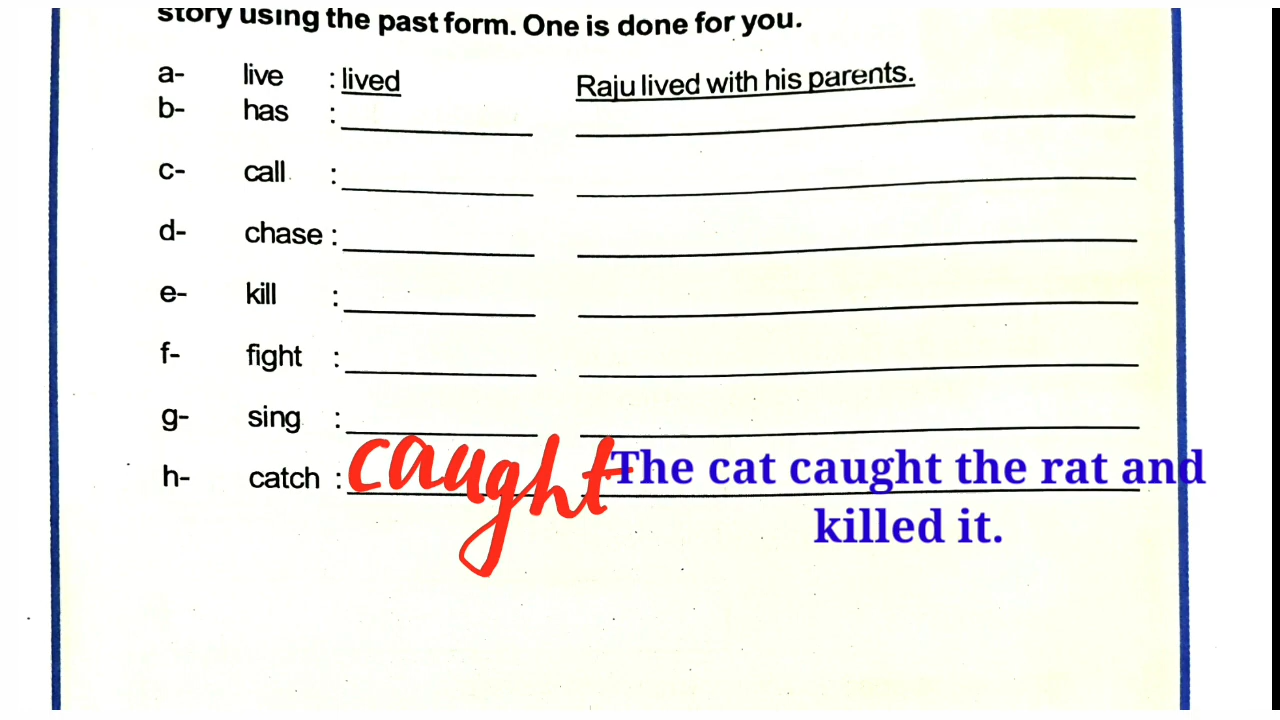 story using the past form. One is done for you.
a- live : lived Raju lived with his parents.
b- has :
c- call :
d- chase :
e- kill :
f- fight :
g- sing :
h- catch : caught The cat caught the rat and
killed it.